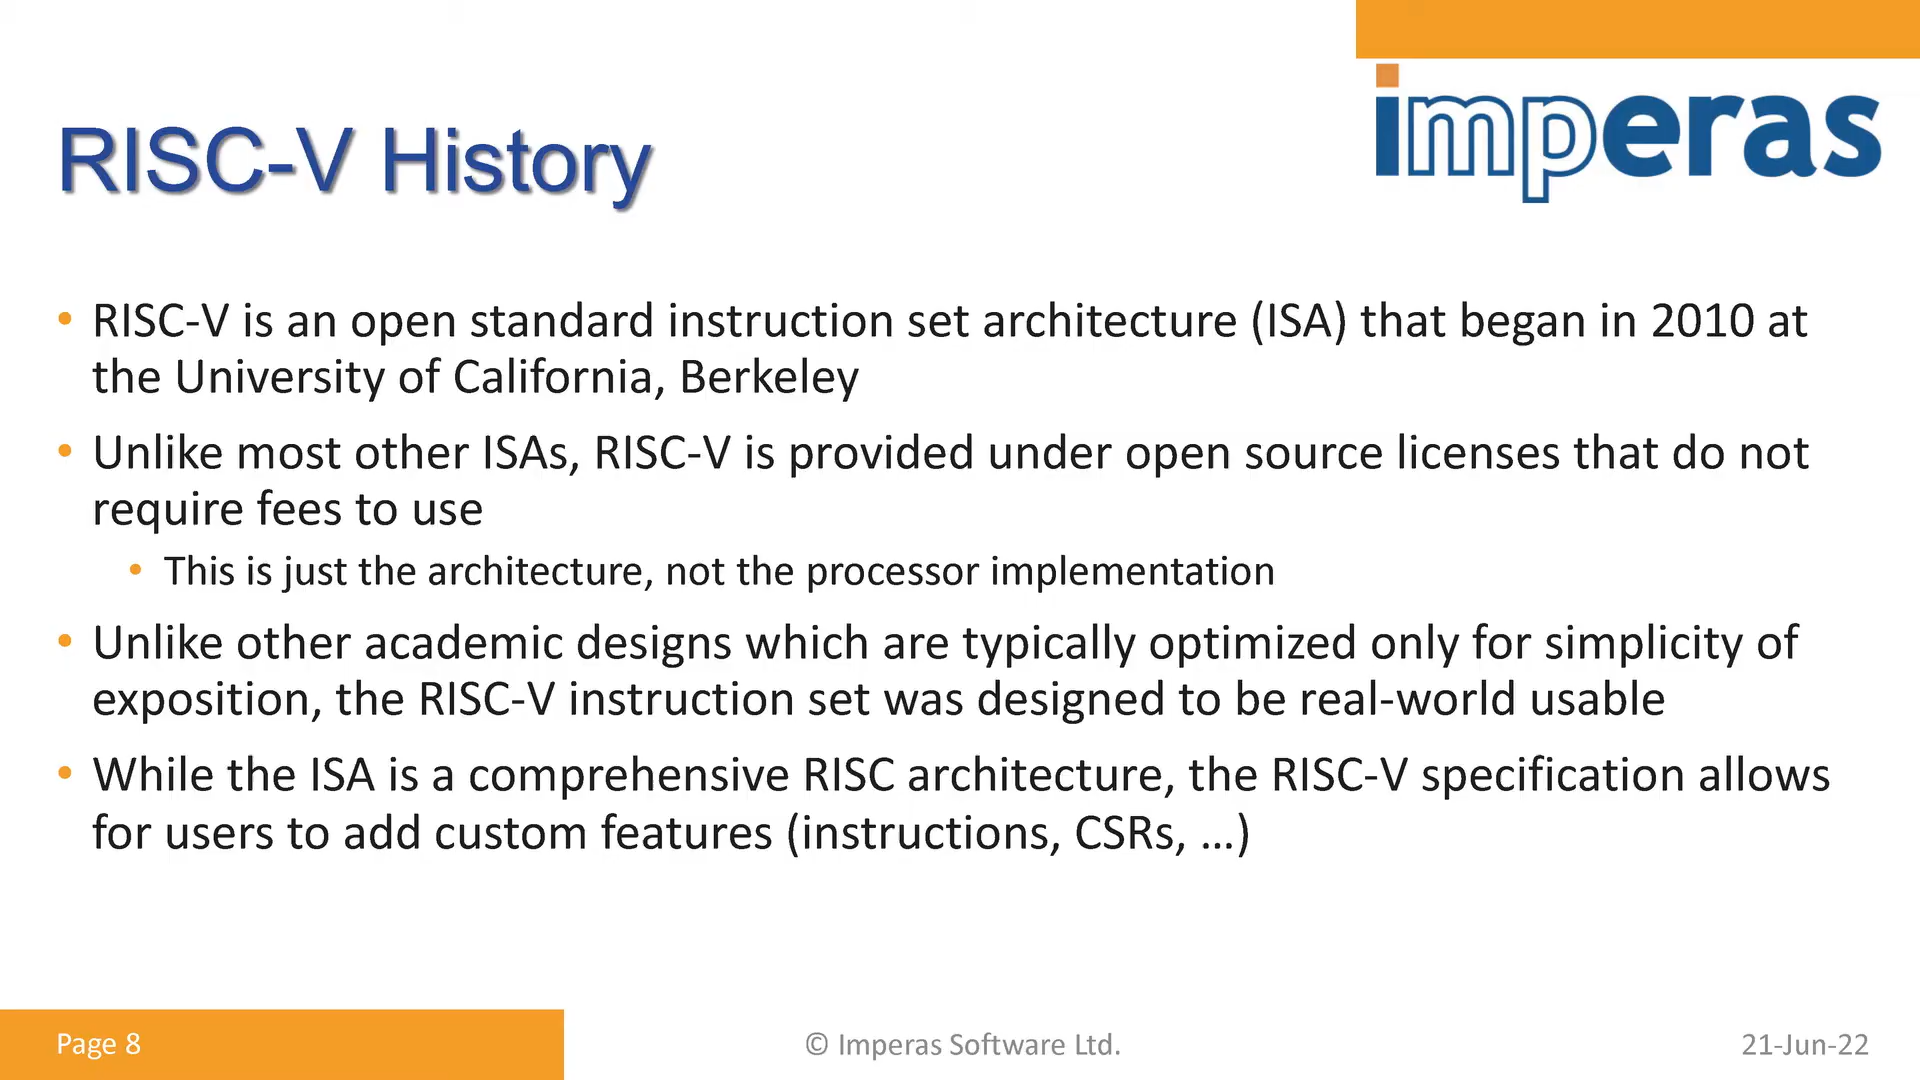 imperas
RISC-V History
• RISC-V is an open standard instruction set architecture (ISA) that began in 2010 at
the University of California, Berkeley
• Unlike most other ISAs, RISC-V is provided under open source licenses that do not
require fees to use
• This is just the architecture, not the processor implementation
• Unlike other academic designs which are typically optimized only for simplicity of
exposition, the RISC-V instruction set was designed to be real-world usable
• While the ISA is a comprehensive RISC architecture, the RISC-V specification allows
for users to add custom features (instructions, CSRs, …)
Page 8
© Imperas Software Ltd.
21-Jun-22